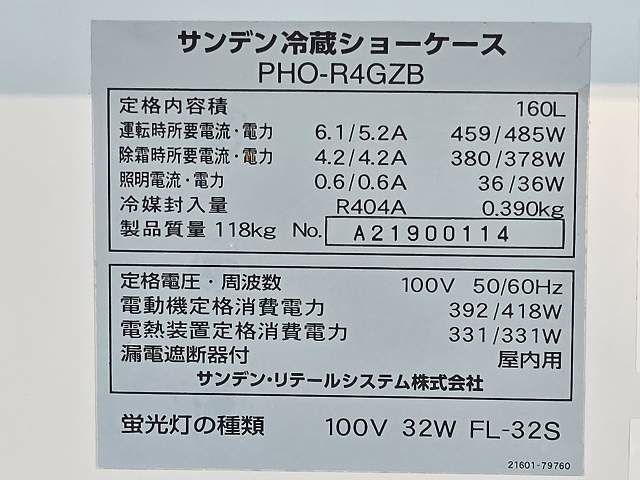 サンデン冷蔵ショーケース
PHO-R4GZB
定格内容積 160L
運転時所要電流・電力 6.1/5.2A 459/485W
除霜時所要電流・電力 4.2/4.2A 380/378W
照明電流・電力 0.6/0.6A 36/36W
冷媒封入量 R404A 0.390kg
製品質量 118kg No. A21900114
定格電圧・周波数 100V 50/60Hz
電動機定格消費電力 392/418W
電熱装置定格消費電力 331/331W
漏電遮断器付 屋内用
サンデン・リテールシステム株式会社
蛍光灯の種類 100V 32W FL-32S
21601-79760